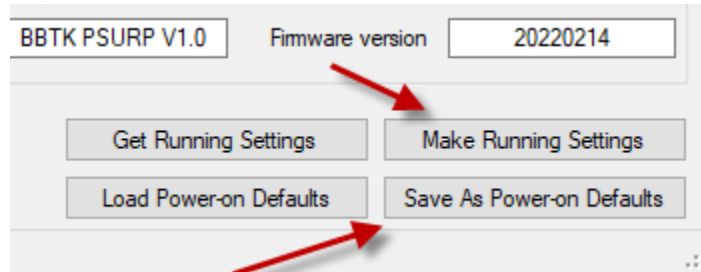 BBTK PSURP V1.0 Firmware version 20220214
Get Running Settings Make Running Settings
Load Power-on Defaults Save As Power-on Defaults